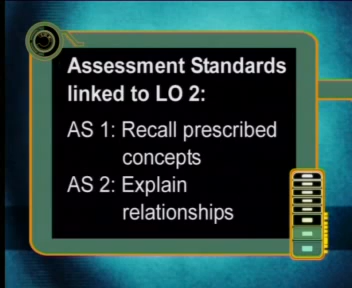 Assessment Standards
linked to LO 2:
AS 1: Recall prescribed
concepts
AS 2: Explain
relationships